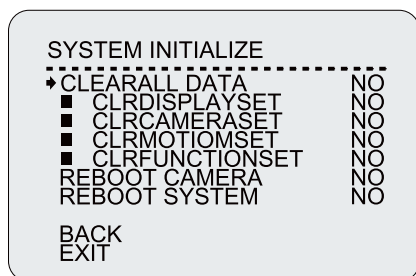 SYSTEM INITIALIZE
CLEARALL DATA NO
CLRDISPLAYSET NO
CLRCAMERASET NO
CLRMOTIOMSET NO
CLRFUNCTIONSET NO
REBOOT CAMERA NO
REBOOT SYSTEM NO
BACK
EXIT